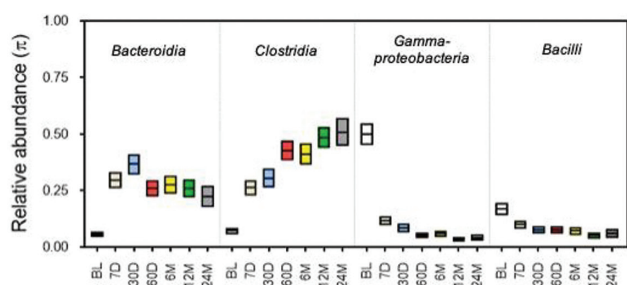 Relative abundance (π)
1.00
0.75
0.50
0.25
0.00
Bacteroidia
Clostridia
Gamma-
proteobacteria
Bacilli
BL 7D 30D 60D 6M 12M 24M
BL 7D 30D 60D 6M 12M 24M
BL 7D 30D 60D 6M 12M 24M
BL 7D 30D 60D 6M 12M 24M